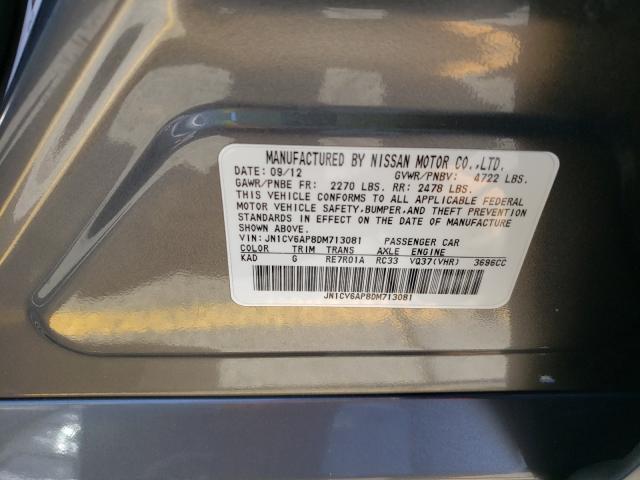 MANUFACTURED BY NISSAN MOTOR CO.,LTD.
DATE: 09/12 GVWR/PNBV: 4722 LBS.
GAWR/PNBE FR: 2270 LBS. RR: 2478 LBS.
THIS VEHICLE CONFORMS TO ALL APPLICABLE FEDERAL
MOTOR VEHICLE SAFETY, BUMPER, AND THEFT PREVENTION
STANDARDS IN EFFECT ON THE DATE OF MANUFACTURE
SHOWN ABOVE.
VIN: JN1CV6AP8DM713081 PASSENGER CAR
COLOR TRIM TRANS AXLE ENGINE
KAD G RE7R01A RC33 VQ37(VHR) 3696CC
JN1CV6AP8DM713081